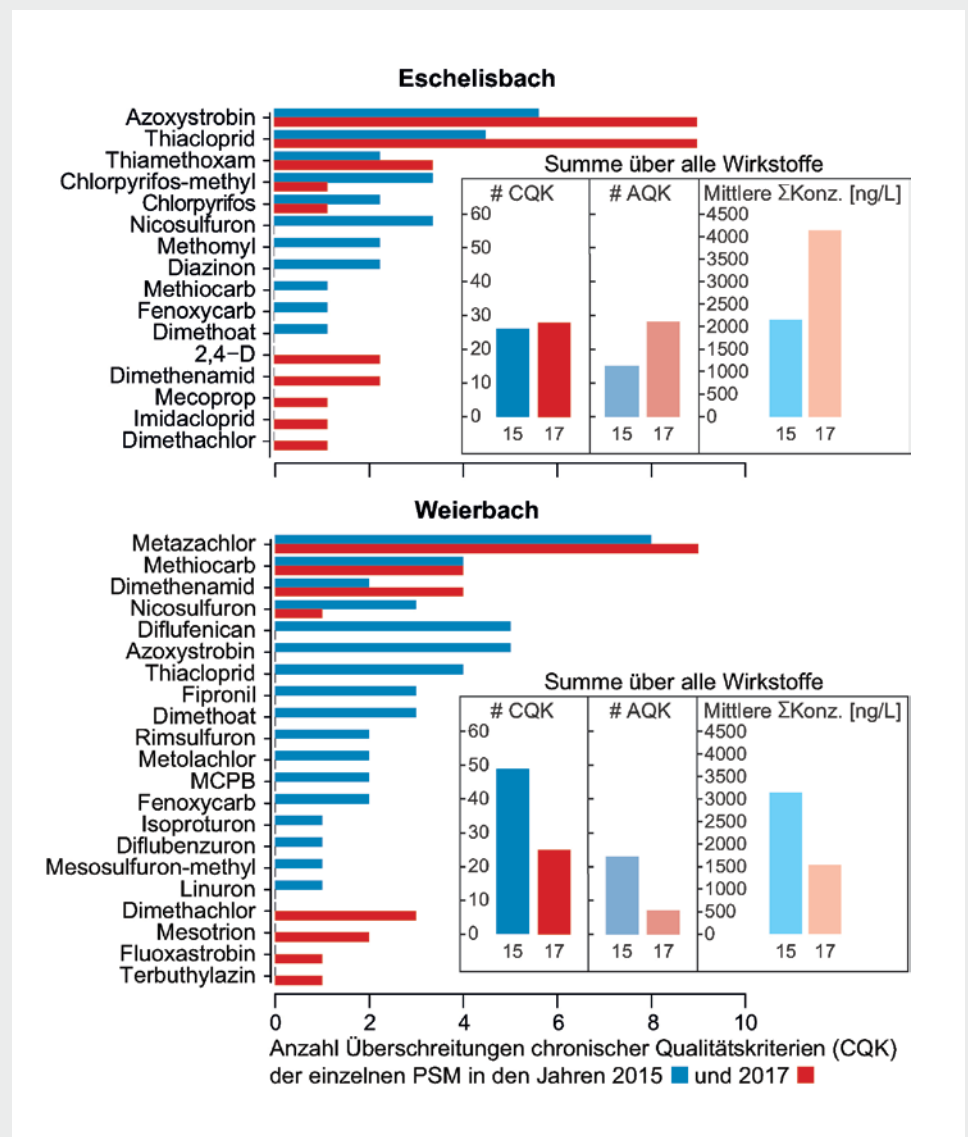 Eschelisbach
Azoxystrobin
Thiacloprid
Thiamethoxam
Chlorpyrifos-methyl
Chlorpyrifos
Nicosulfuron
Methomyl
Diazinon
Methiocarb
Fenoxycarb
Dimethoat
2,4-D
Dimethenamid
Mecoprop
Imidacloprid
Dimethachlor
Summe über alle Wirkstoffe
# CQK
# AQK
Mittlere ΣKonz. [ng/L]
60
50
40
30
20
10
0
4500
4000
3500
3000
2500
2000
1500
1000
500
0
15 17
15 17
15 17
Weierbach
Metazachlor
Methiocarb
Dimethenamid
Nicosulfuron
Diflufenican
Azoxystrobin
Thiacloprid
Fipronil
Dimethoat
Rimsulfuron
Metolachlor
MCPB
Fenoxycarb
Isoproturon
Diflubenzuron
Mesosulfuron-methyl
Linuron
Dimethachlor
Mesotrion
Fluoxastrobin
Terbuthylazin
Summe über alle Wirkstoffe
# CQK
# AQK
Mittlere ΣKonz. [ng/L]
60
50
40
30
20
10
0
4500
4000
3500
3000
2500
2000
1500
1000
500
0
15 17
15 17
15 17
0 2 4 6 8 10
Anzahl Überschreitungen chronischer Qualitätskriterien (CQK)
der einzelnen PSM in den Jahren 2015 und 2017